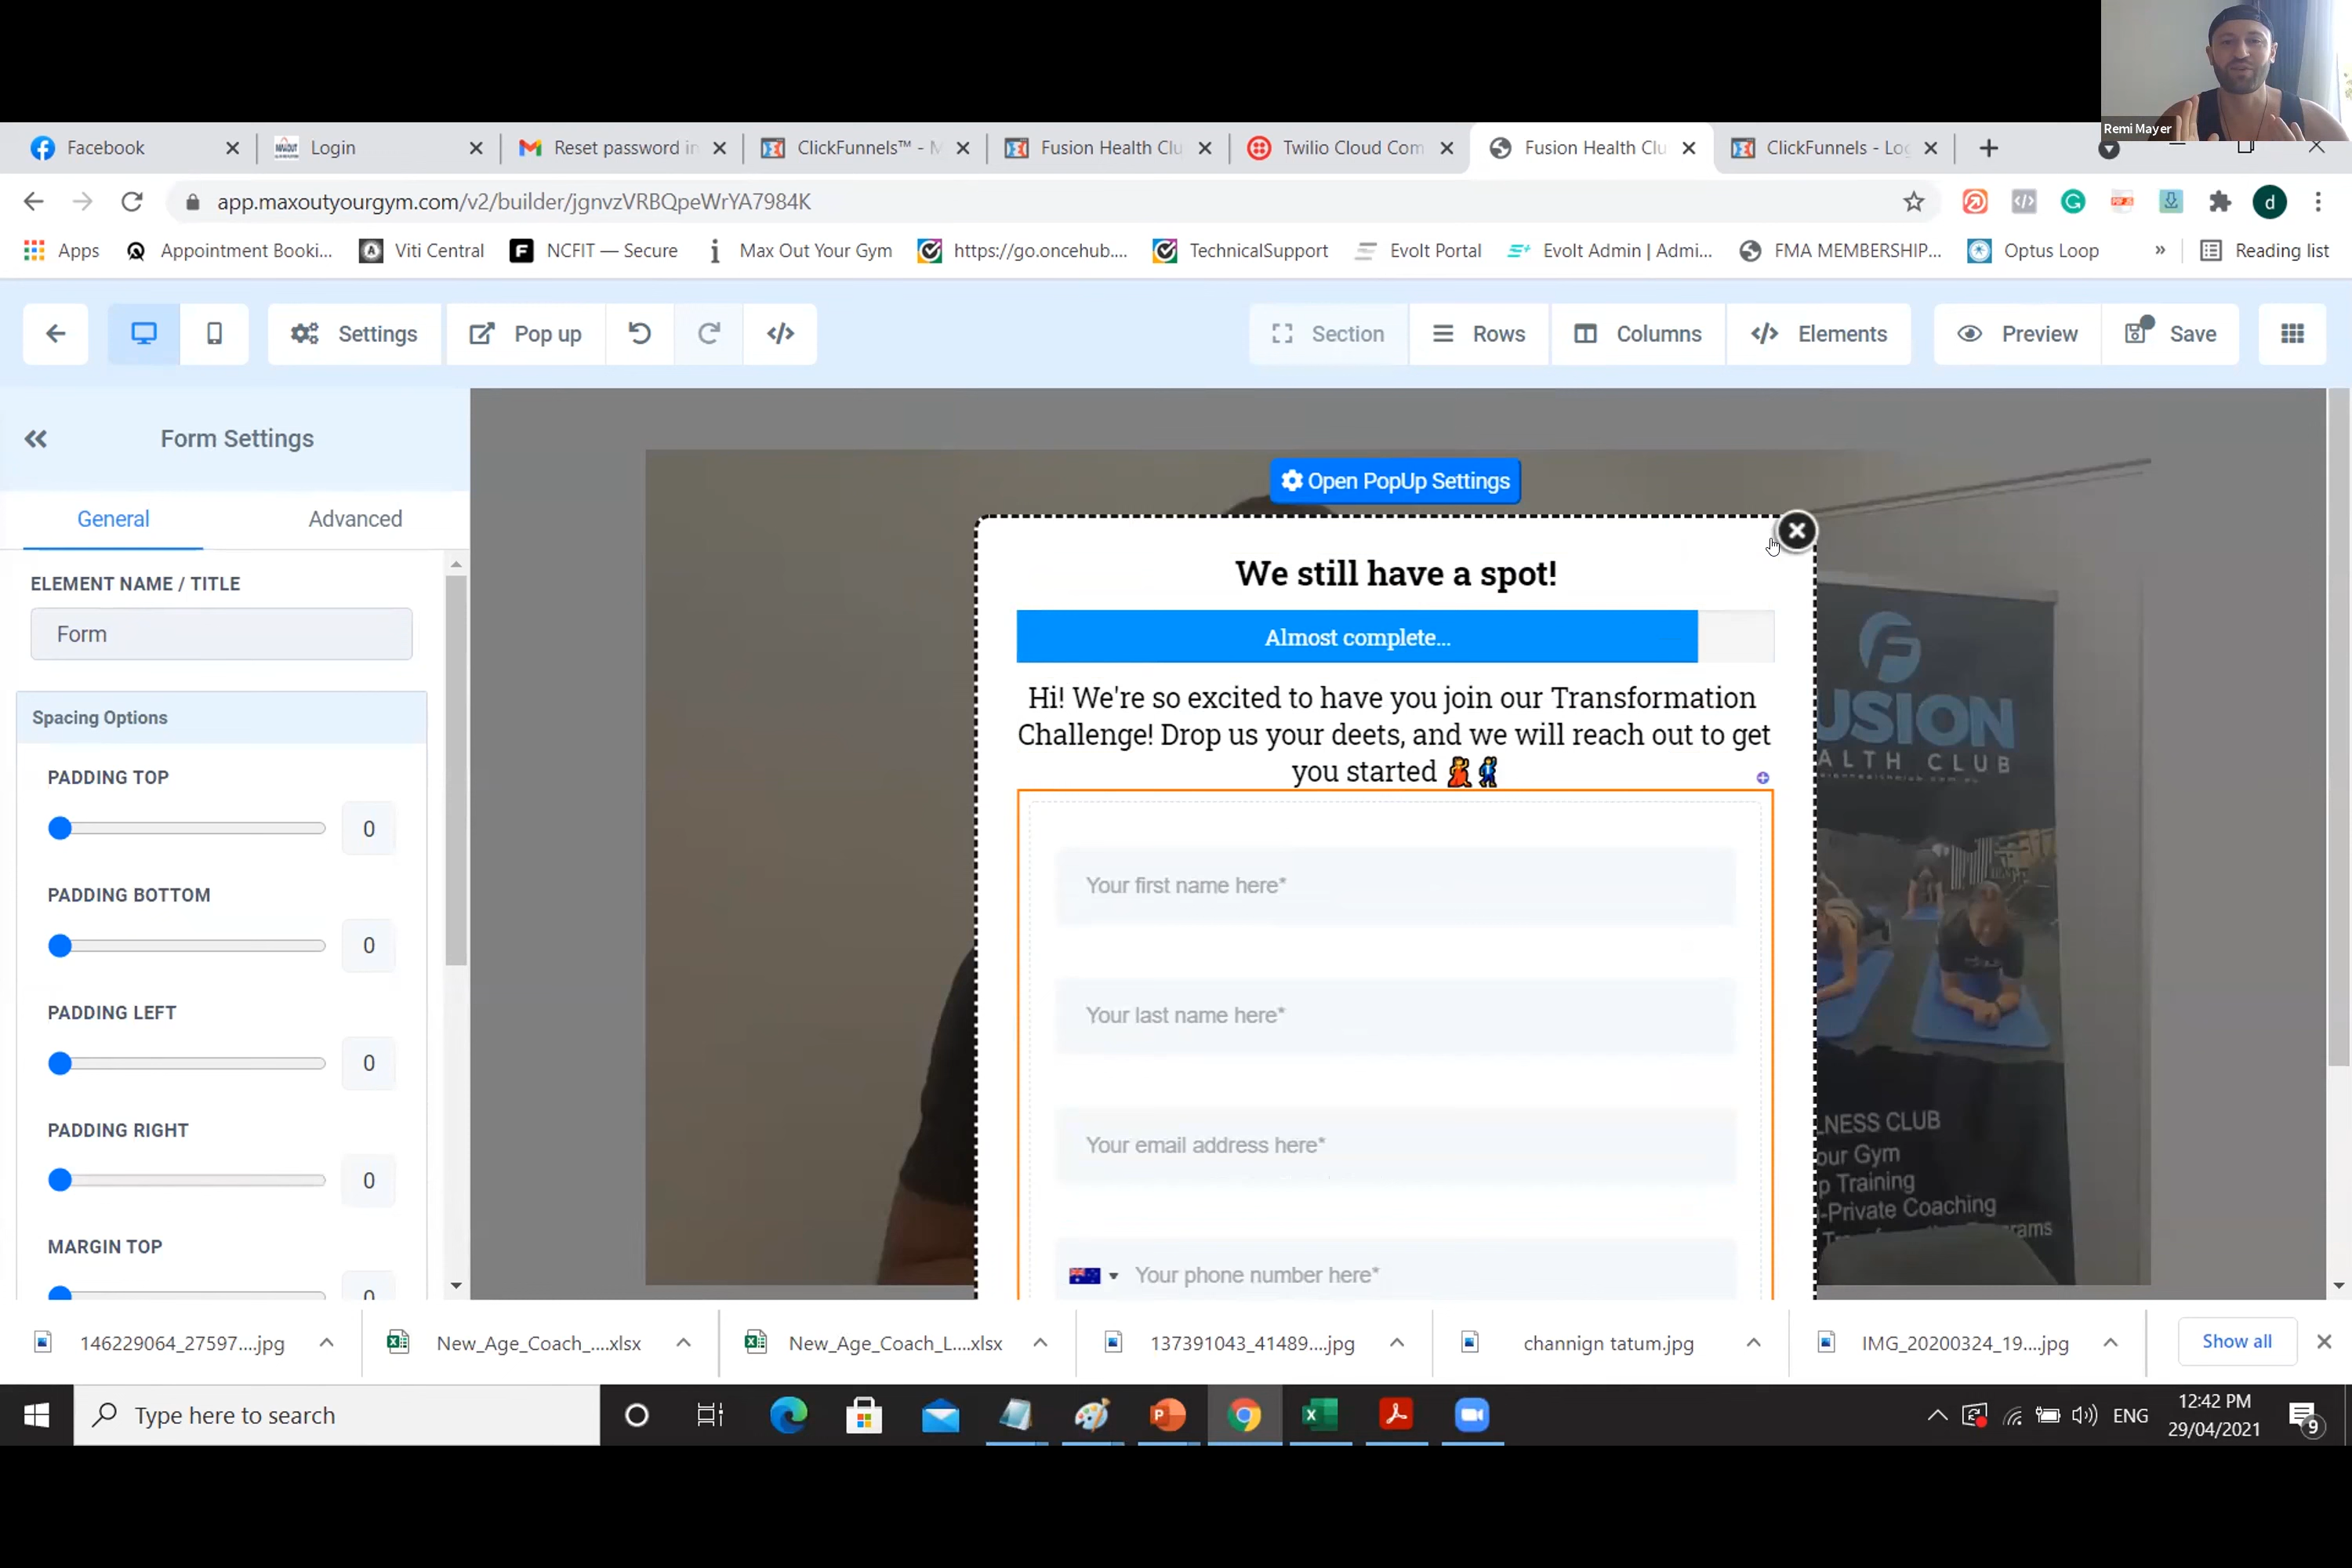 Remi Mayer
Facebook
Login
Reset password in
ClickFunnels™ - M
Fusion Health Clu
Twilio Cloud Com
Fusion Health Clu
ClickFunnels - Log
app.maxoutyourgym.com/v2/builder/jgnvzVRBQpeWrYA7984K
d
Apps
Appointment Booki...
Viti Central
NCFIT — Secure
Max Out Your Gym
https://go.oncehub....
TechnicalSupport
Evolt Portal
Evolt Admin | Admi...
FMA MEMBERSHIP...
Optus Loop
»
Reading list
Settings
Pop up
Section
Rows
Columns
Elements
Preview
Save
Form Settings
General
Advanced
ELEMENT NAME / TITLE
Form
Spacing Options
PADDING TOP
0
PADDING BOTTOM
0
PADDING LEFT
0
PADDING RIGHT
0
MARGIN TOP
0
Open PopUp Settings
We still have a spot!
Almost complete...
Hi! We're so excited to have you join our Transformation
Challenge! Drop us your deets, and we will reach out to get
you started 💃🕺
Your first name here*
Your last name here*
Your email address here*
Your phone number here*
USION
ALTH CLUB
LNESS CLUB
our Gym
p Training
-Private Coaching
rams
146229064_27597....jpg
New_Age_Coach_....xlsx
New_Age_Coach_L....xlsx
137391043_41489....jpg
channign tatum.jpg
IMG_20200324_19....jpg
Show all
Type here to search
ENG
12:42 PM
29/04/2021
9